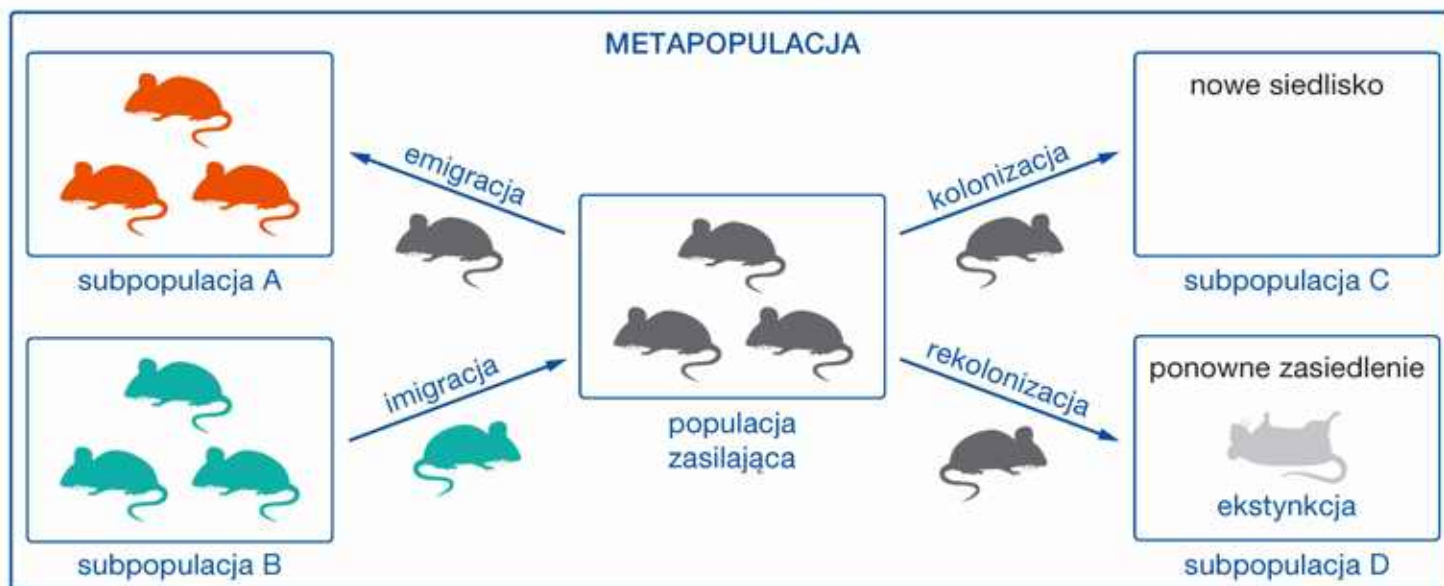 METAPOPULACJA
subpopulacja A
emigracja
subpopulacja B
imigracja
populacja
zasilająca
kolonizacja
nowe siedlisko
subpopulacja C
rekolonizacja
ponowne zasiedlenie
ekstynkcja
subpopulacja D